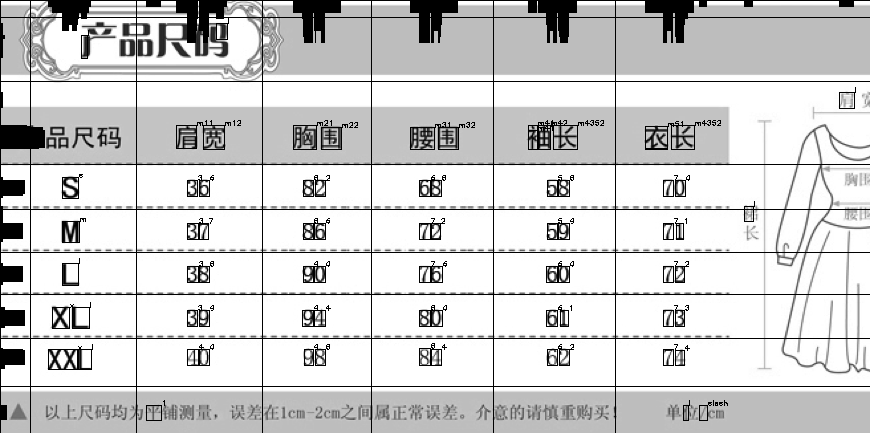 产品尺码
品尺码 肩宽 胸围 腰围 袖长 衣长
S 36 82 68 58 70
M 37 86 72 59 71
L 38 90 76 60 72
XL 39 94 80 61 73
XXL 40 98 84 62 74
肩
胸围
腰围
裙长
▲ 以上尺码均为平铺测量，误差在1cm-2cm之间属正常误差。介意的请慎重购买！ 单位/cm